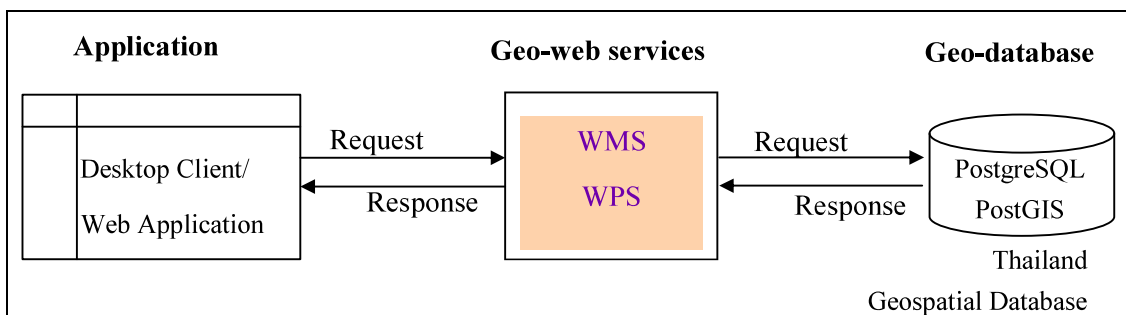 Application
Geo-web services
Geo-database
Desktop Client/
Web Application
Request
Response
WMS
WPS
Request
Response
PostgreSQL
PostGIS
Thailand
Geospatial Database